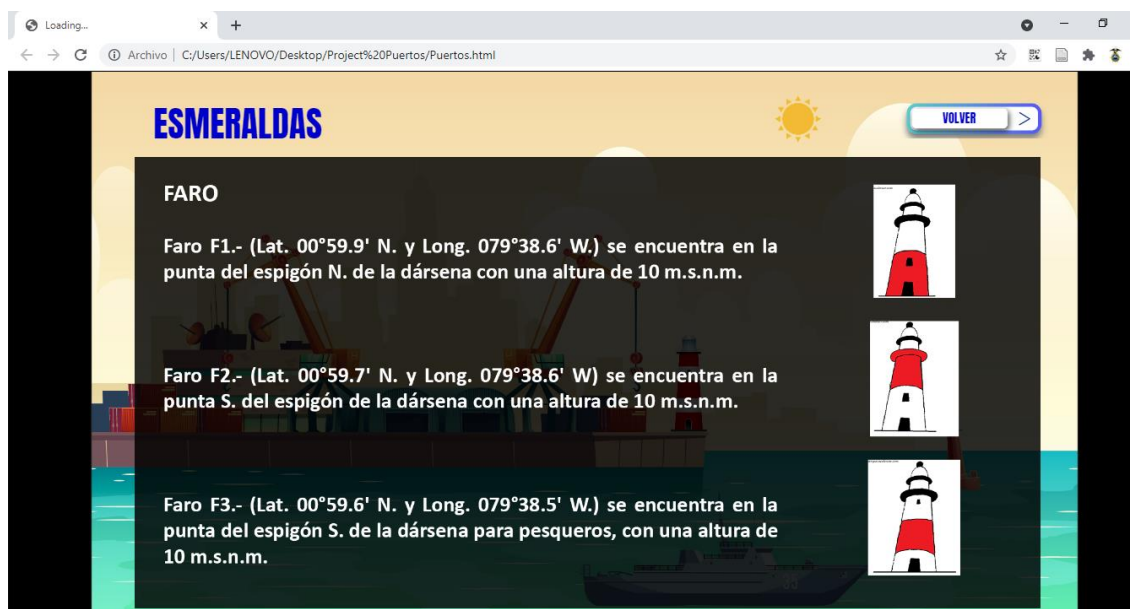 Loading...
Archivo | C:/Users/LENOVO/Desktop/Project%20Puertos/Puertos.html
ESMERALDAS
VOLVER >
FARO
Faro F1.- (Lat. 00°59.9' N. y Long. 079°38.6' W.) se encuentra en la
punta del espigón N. de la dársena con una altura de 10 m.s.n.m.
Faro F2.- (Lat. 00°59.7' N. y Long. 079°38.6' W) se encuentra en la
punta S. del espigón de la dársena con una altura de 10 m.s.n.m.
Faro F3.- (Lat. 00°59.6' N. y Long. 079°38.5' W.) se encuentra en la
punta del espigón S. de la dársena para pesqueros, con una altura de
10 m.s.n.m.